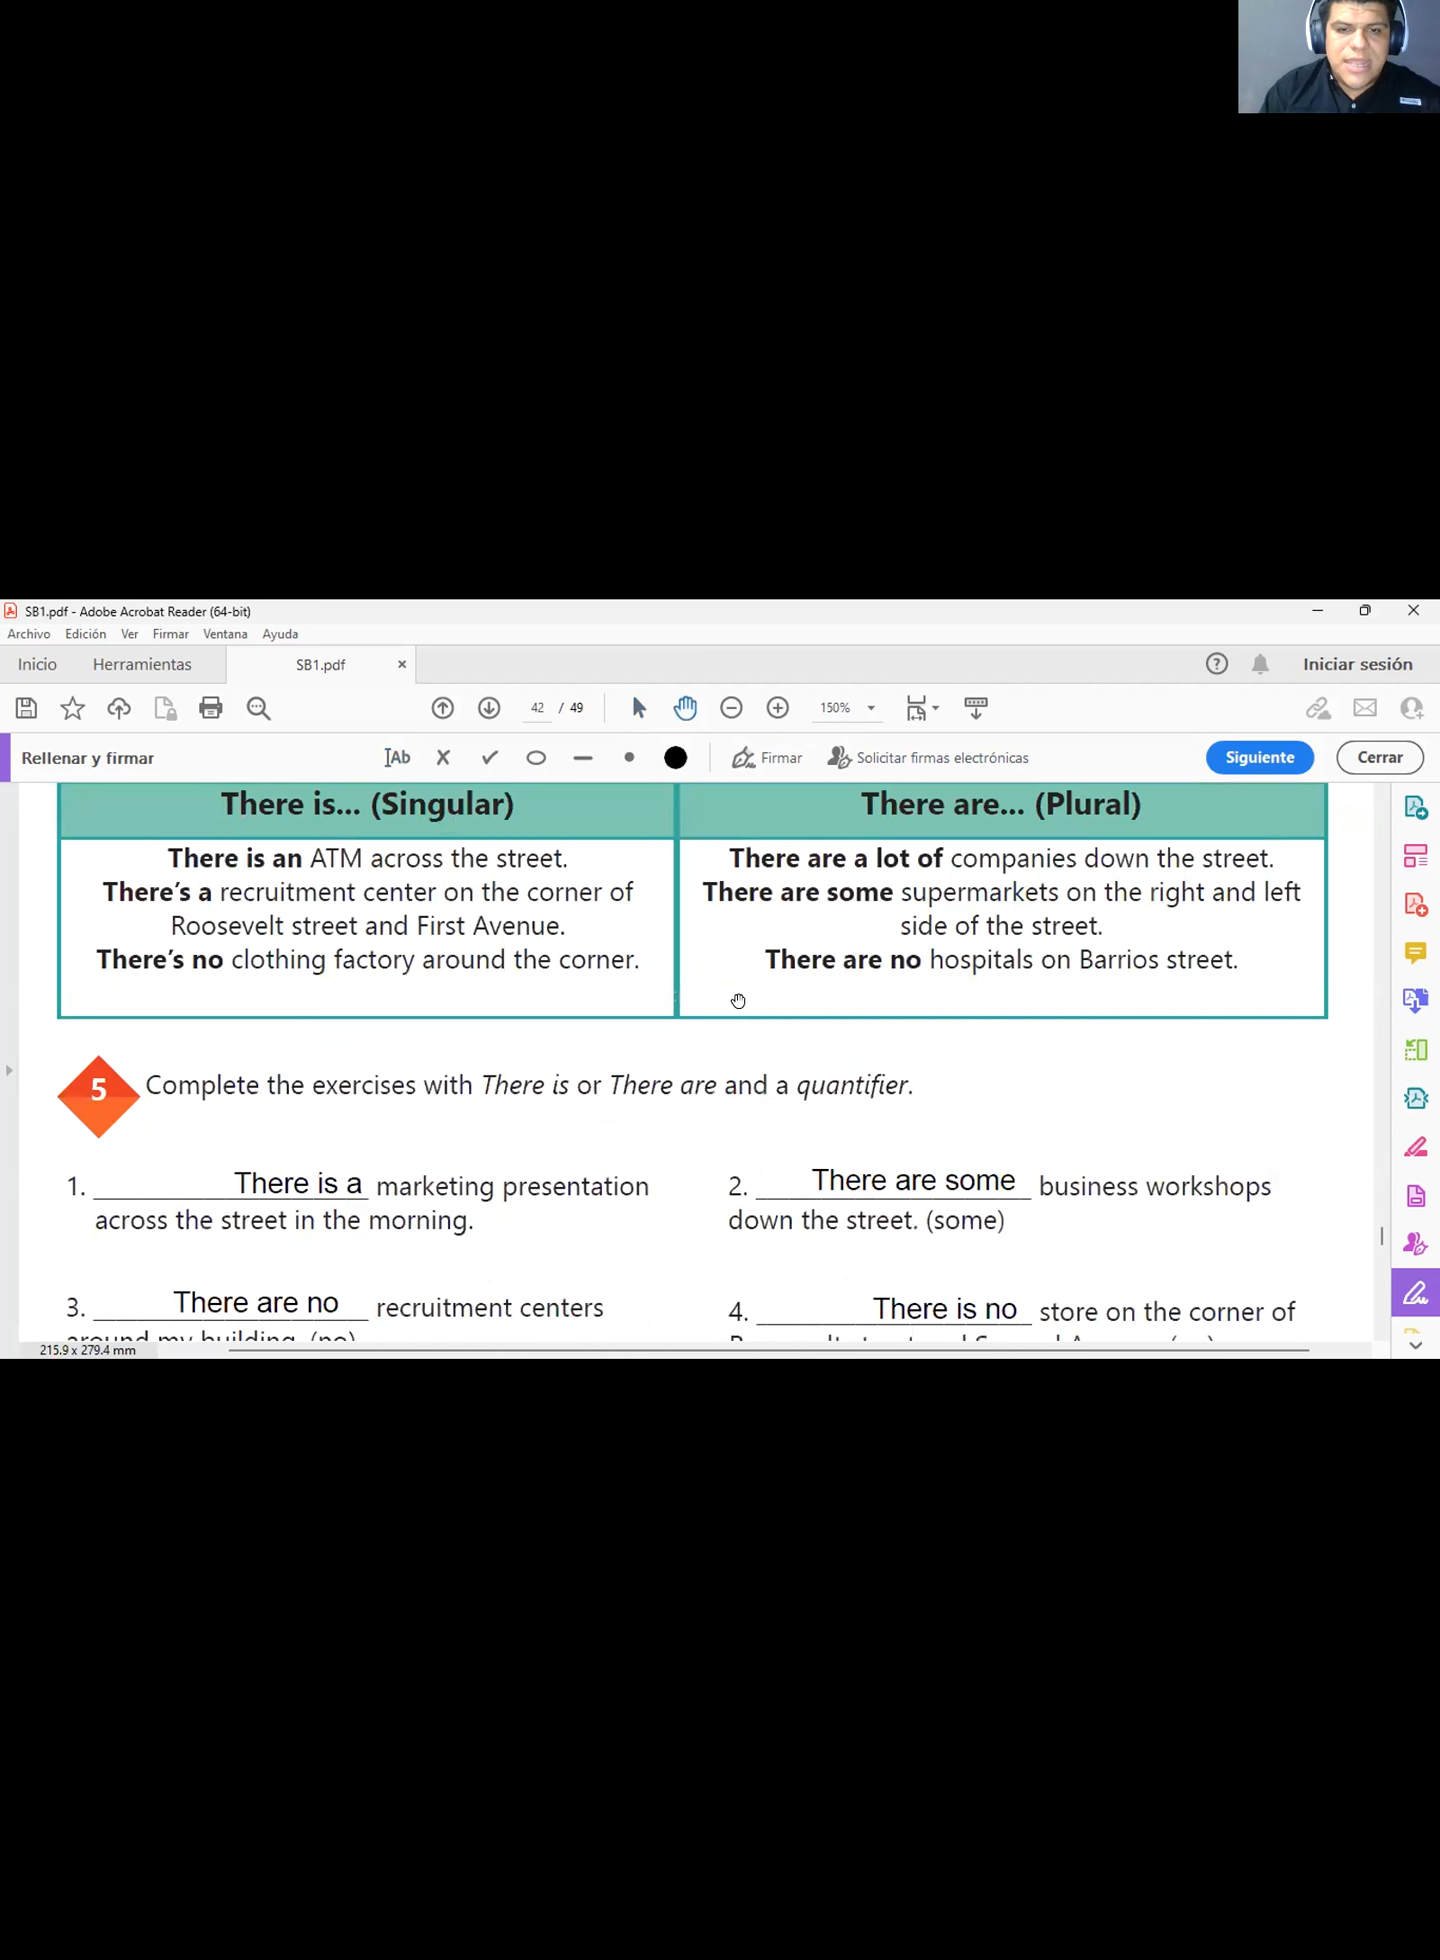 SB1.pdf - Adobe Acrobat Reader (64-bit)
Archivo Edición Ver Firmar Ventana Ayuda
Inicio Herramientas SB1.pdf Iniciar sesión
42 / 49 150%
Rellenar y firmar IAb Firmar Solicitar firmas electrónicas Siguiente Cerrar
There is... (Singular)
There is an ATM across the street.
There's a recruitment center on the corner of
Roosevelt street and First Avenue.
There's no clothing factory around the corner.
There are... (Plural)
There are a lot of companies down the street.
There are some supermarkets on the right and left
side of the street.
There are no hospitals on Barrios street.
5 Complete the exercises with There is or There are and a quantifier.
1. There is a marketing presentation
across the street in the morning.
2. There are some business workshops
down the street. (some)
3. There are no recruitment centers
around my building. (no)
4. There is no store on the corner of
215.9 x 279.4 mm